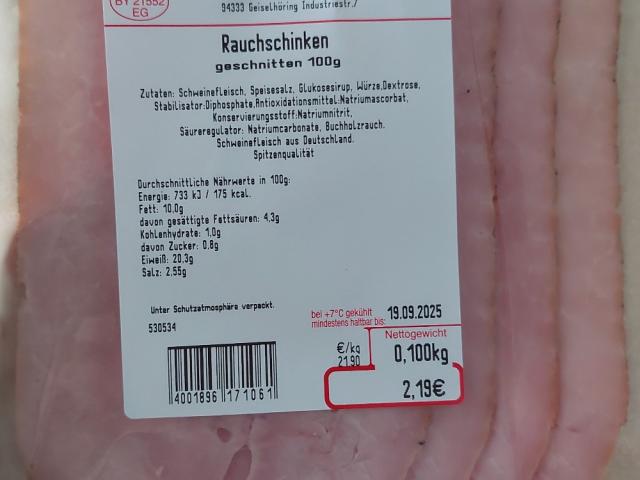 BY 21552
EG
94333 Geiselhöring Industriestr.7
Rauchschinken
geschnitten 100g
Zutaten: Schweinefleisch, Speisesalz, Glukosesirup, Würze,Dextrose,
Stabilisator:Diphosphate,Antioxidationsmittel:Natriumascorbat,
Konservierungsstoff:Natriumnitrit,
Säureregulator: Natriumcarbonate, Buchholzrauch.
Schweinefleisch aus Deutschland.
Spitzenqualität
Durchschnittliche Nährwerte in 100g:
Energie: 733 kJ / 175 kcal.
Fett: 10,0g
davon gesättigte Fettsäuren: 4,3g
Kohlenhydrate: 1,0g
davon Zucker: 0,8g
Eiweiß: 20,3g
Salz: 2,55g
Unter Schutzatmosphäre verpackt.
530534
bei +7°C gekühlt
mindestens haltbar bis: 19.09.2025
Nettogewicht
€/kg
21,90
0,100kg
2,19€
4001896 171061